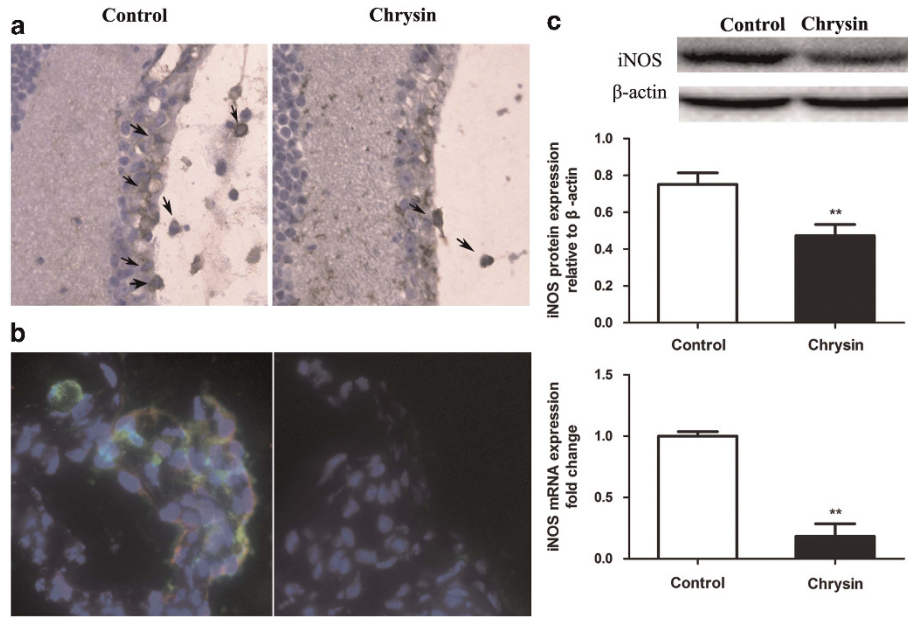 a
Control
Chrysin
b
c
Control Chrysin
iNOS
β-actin
iNOS protein expression
relative to β -actin
0.8
0.6
0.4
0.2
0.0
**
Control
Chrysin
iNOS mRNA expression
fold change
1.5
1.0
0.5
0.0
**
Control
Chrysin